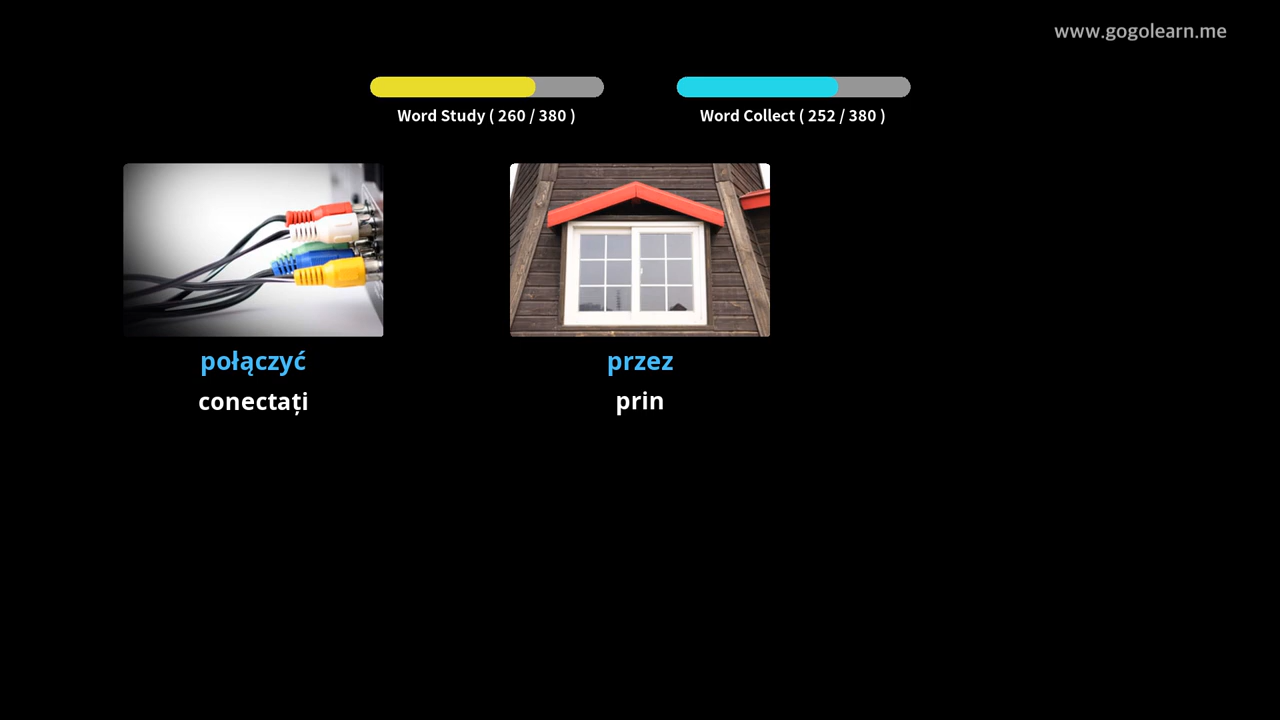 www.gogolearn.me
Word Study ( 260 / 380 )
Word Collect ( 252 / 380 )
połączyć
conectați
przez
prin